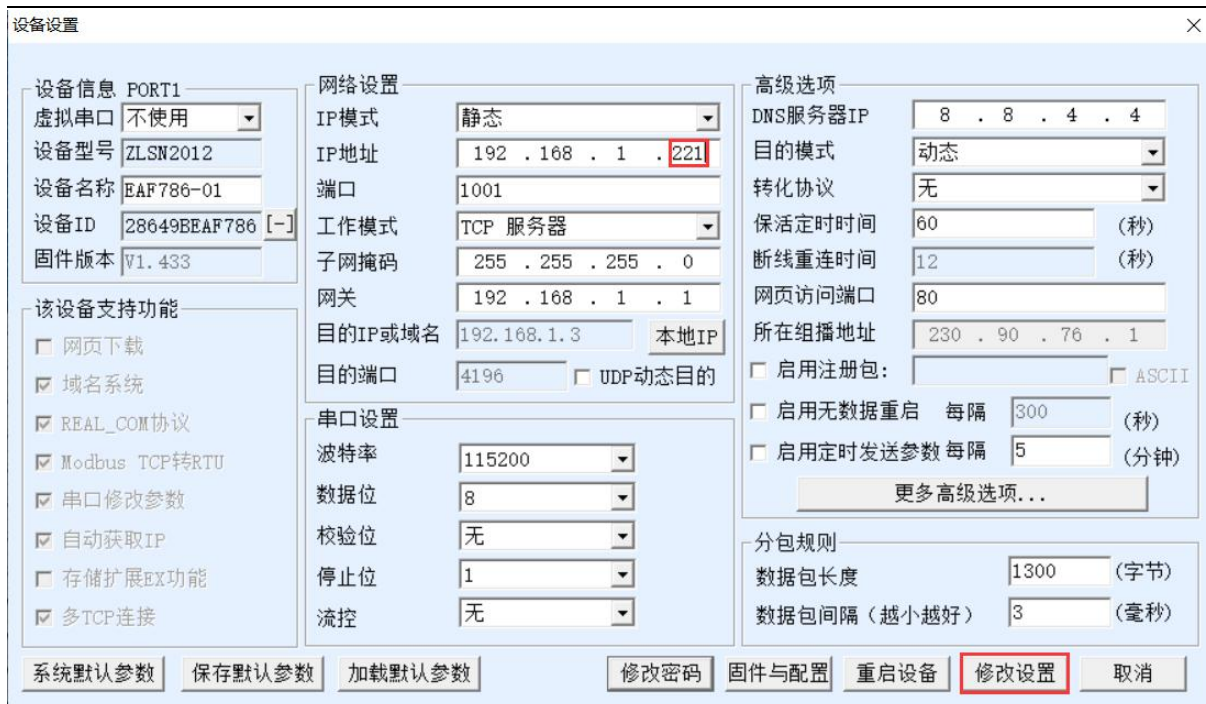 设备设置
设备信息 PORT1
虚拟串口 不使用
设备型号 ZLSN2012
设备名称 EAF786-01
设备ID 28649BEAF786 [-]
固件版本 V1.433
该设备支持功能
网页下载
域名系统
REAL_COM协议
Modbus TCP转RTU
串口修改参数
自动获取IP
存储扩展EX功能
多TCP连接
网络设置
IP模式 静态
IP地址 192 . 168 . 1 . 221
端口 1001
工作模式 TCP 服务器
子网掩码 255 . 255 . 255 . 0
网关 192 . 168 . 1 . 1
目的IP或域名 192.168.1.3 本地IP
目的端口 4196 UDP动态目的
串口设置
波特率 115200
数据位 8
校验位 无
停止位 1
流控 无
高级选项
DNS服务器IP 8 . 8 . 4 . 4
目的模式 动态
转化协议 无
保活定时时间 60 (秒)
断线重连时间 12 (秒)
网页访问端口 80
所在组播地址 230 . 90 . 76 . 1
启用注册包: ASCII
启用无数据重启 每隔 300 (秒)
启用定时发送参数 每隔 5 (分钟)
更多高级选项...
分包规则
数据包长度 1300 (字节)
数据包间隔(越小越好) 3 (毫秒)
系统默认参数 保存默认参数 加载默认参数 修改密码 固件与配置 重启设备 修改设置 取消